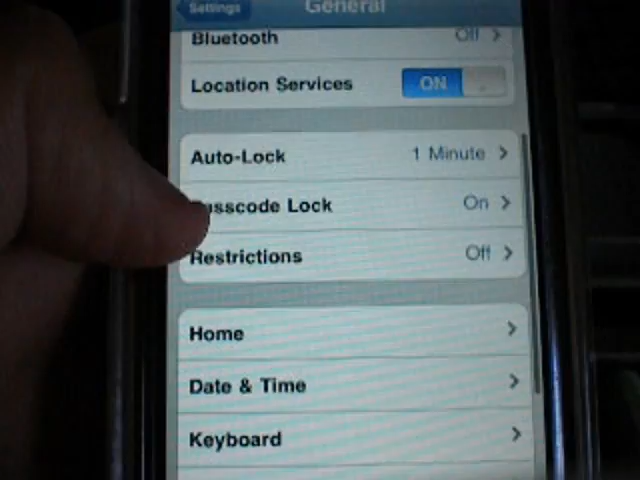 Settings
General
Bluetooth Off
Location Services ON
Auto-Lock 1 Minute
asscode Lock On
Restrictions Off
Home
Date & Time
Keyboard